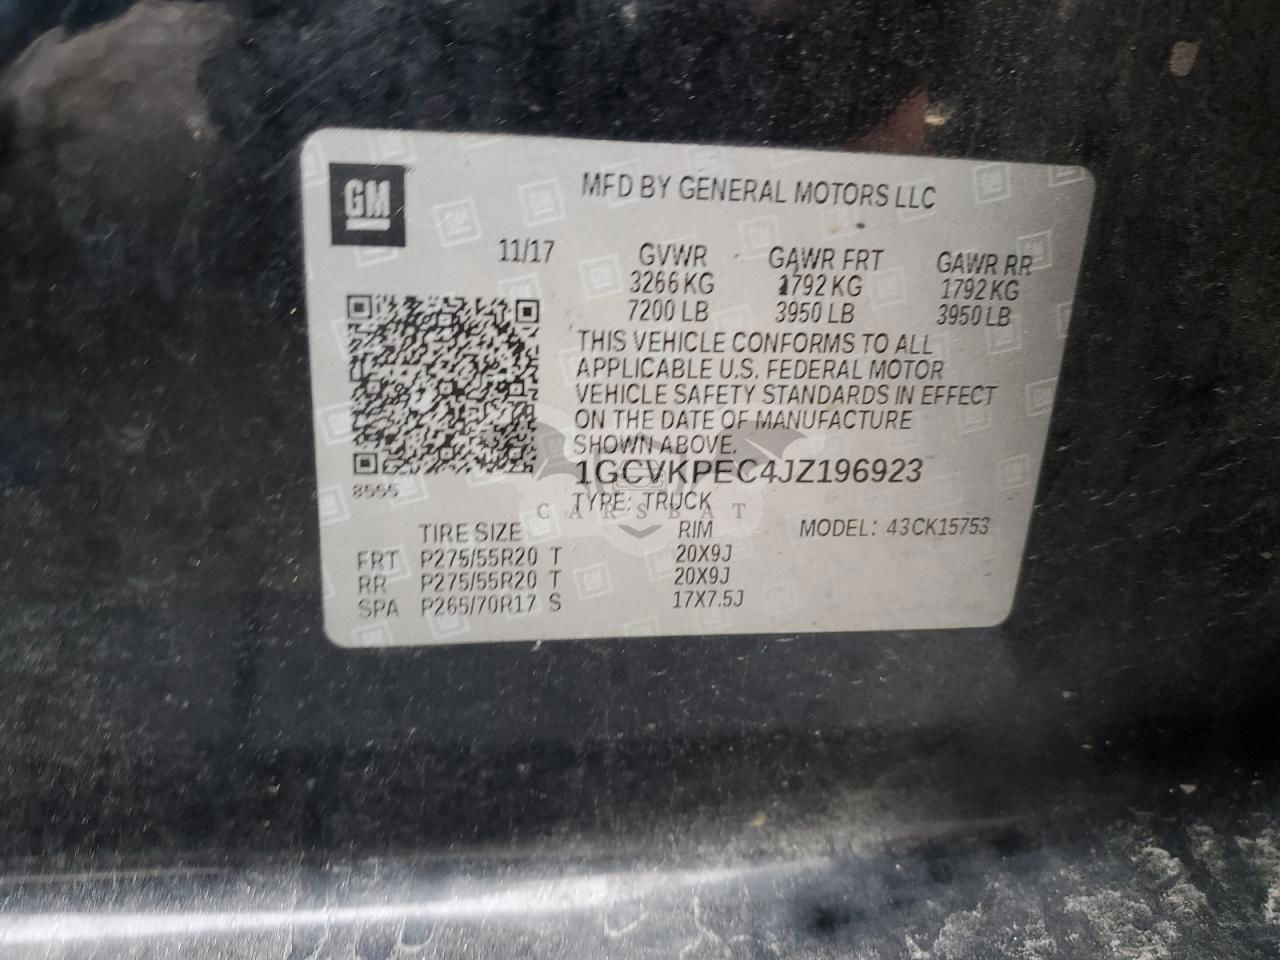 GM
MFD BY GENERAL MOTORS LLC
11/17 GVWR GAWR FRT GAWR RR
3266 KG 1792 KG 1792 KG
7200 LB 3950 LB 3950 LB
THIS VEHICLE CONFORMS TO ALL
APPLICABLE U.S. FEDERAL MOTOR
VEHICLE SAFETY STANDARDS IN EFFECT
ON THE DATE OF MANUFACTURE
SHOWN ABOVE.
1GCVKPEC4JZ196923
8555
TYPE: TRUCK
CARSBAT
TIRE SIZE RIM MODEL: 43CK15753
FRT P275/55R20 T 20X9J
RR P275/55R20 T 20X9J
SPA P265/70R17 S 17X7.5J